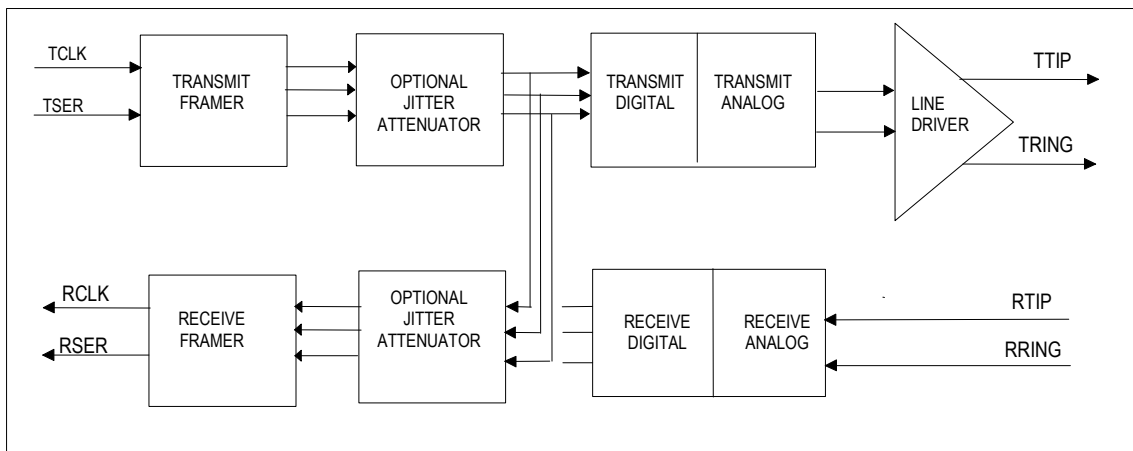 TCLK
TSER
TRANSMIT
FRAMER
OPTIONAL
JITTER
ATTENUATOR
TRANSMIT
DIGITAL
TRANSMIT
ANALOG
LINE
DRIVER
TTIP
TRING
RCLK
RSER
RECEIVE
FRAMER
OPTIONAL
JITTER
ATTENUATOR
RECEIVE
DIGITAL
RECEIVE
ANALOG
RTIP
RRING